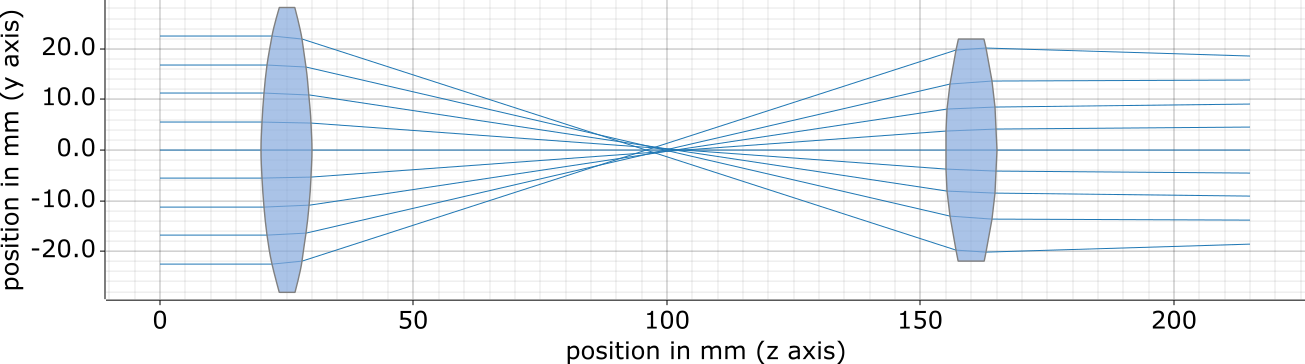 position in mm (y axis)
20.0
10.0
0.0
-10.0
-20.0
0 50 100 150 200
position in mm (z axis)